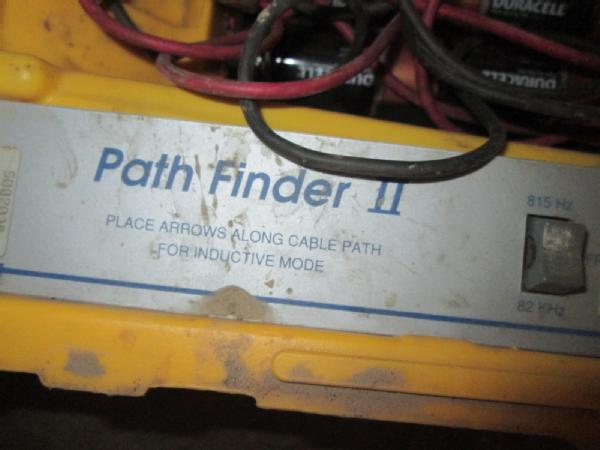 DURACELL
DURACELL
DURACELL
Path Finder II
815 Hz
PLACE ARROWS ALONG CABLE PATH
FOR INDUCTIVE MODE
82 KHz